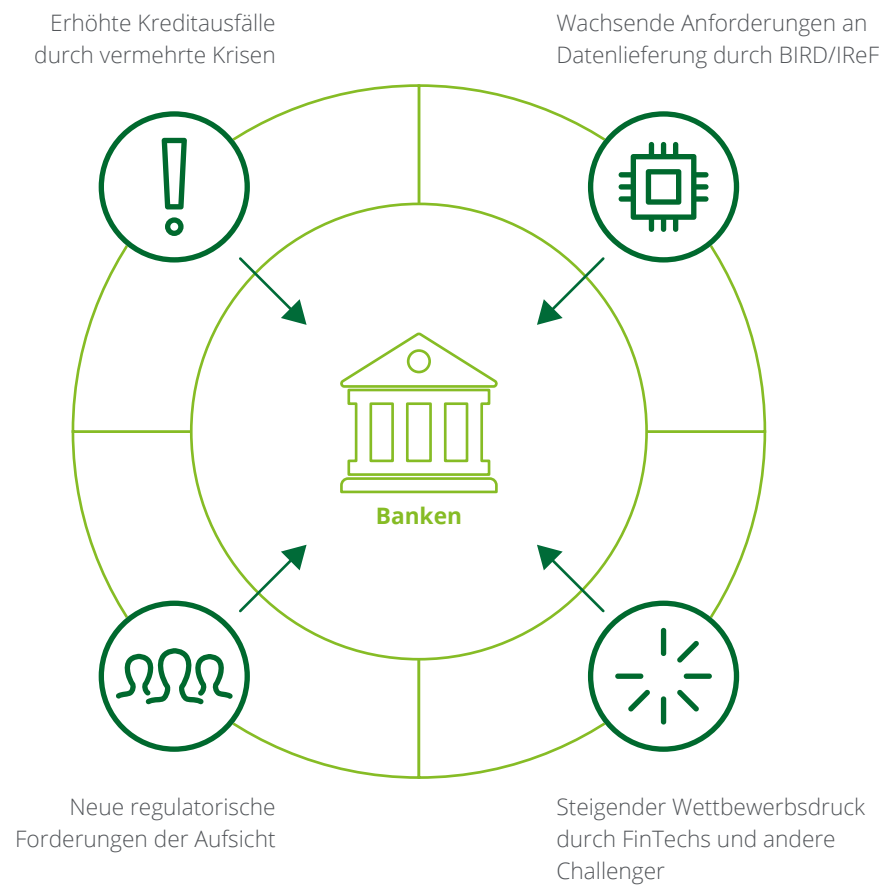 Erhöhte Kreditausfälle
durch vermehrte Krisen
Wachsende Anforderungen an
Datenlieferung durch BIRD/IReF
Banken
Neue regulatorische
Forderungen der Aufsicht
Steigender Wettbewerbsdruck
durch FinTechs und andere
Challenger